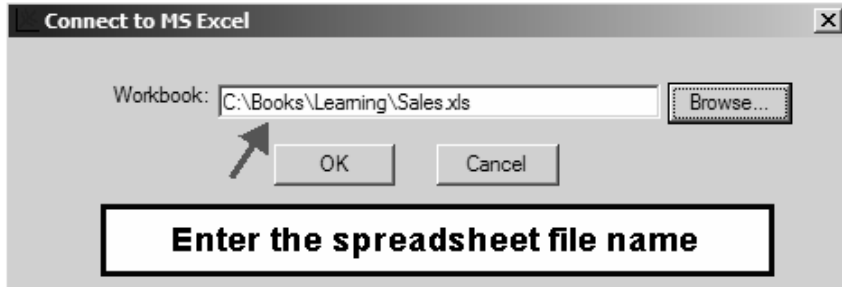 Connect to MS Excel
Workbook: C:\Books\Learning\Sales.xls Browse...
OK Cancel
Enter the spreadsheet file name